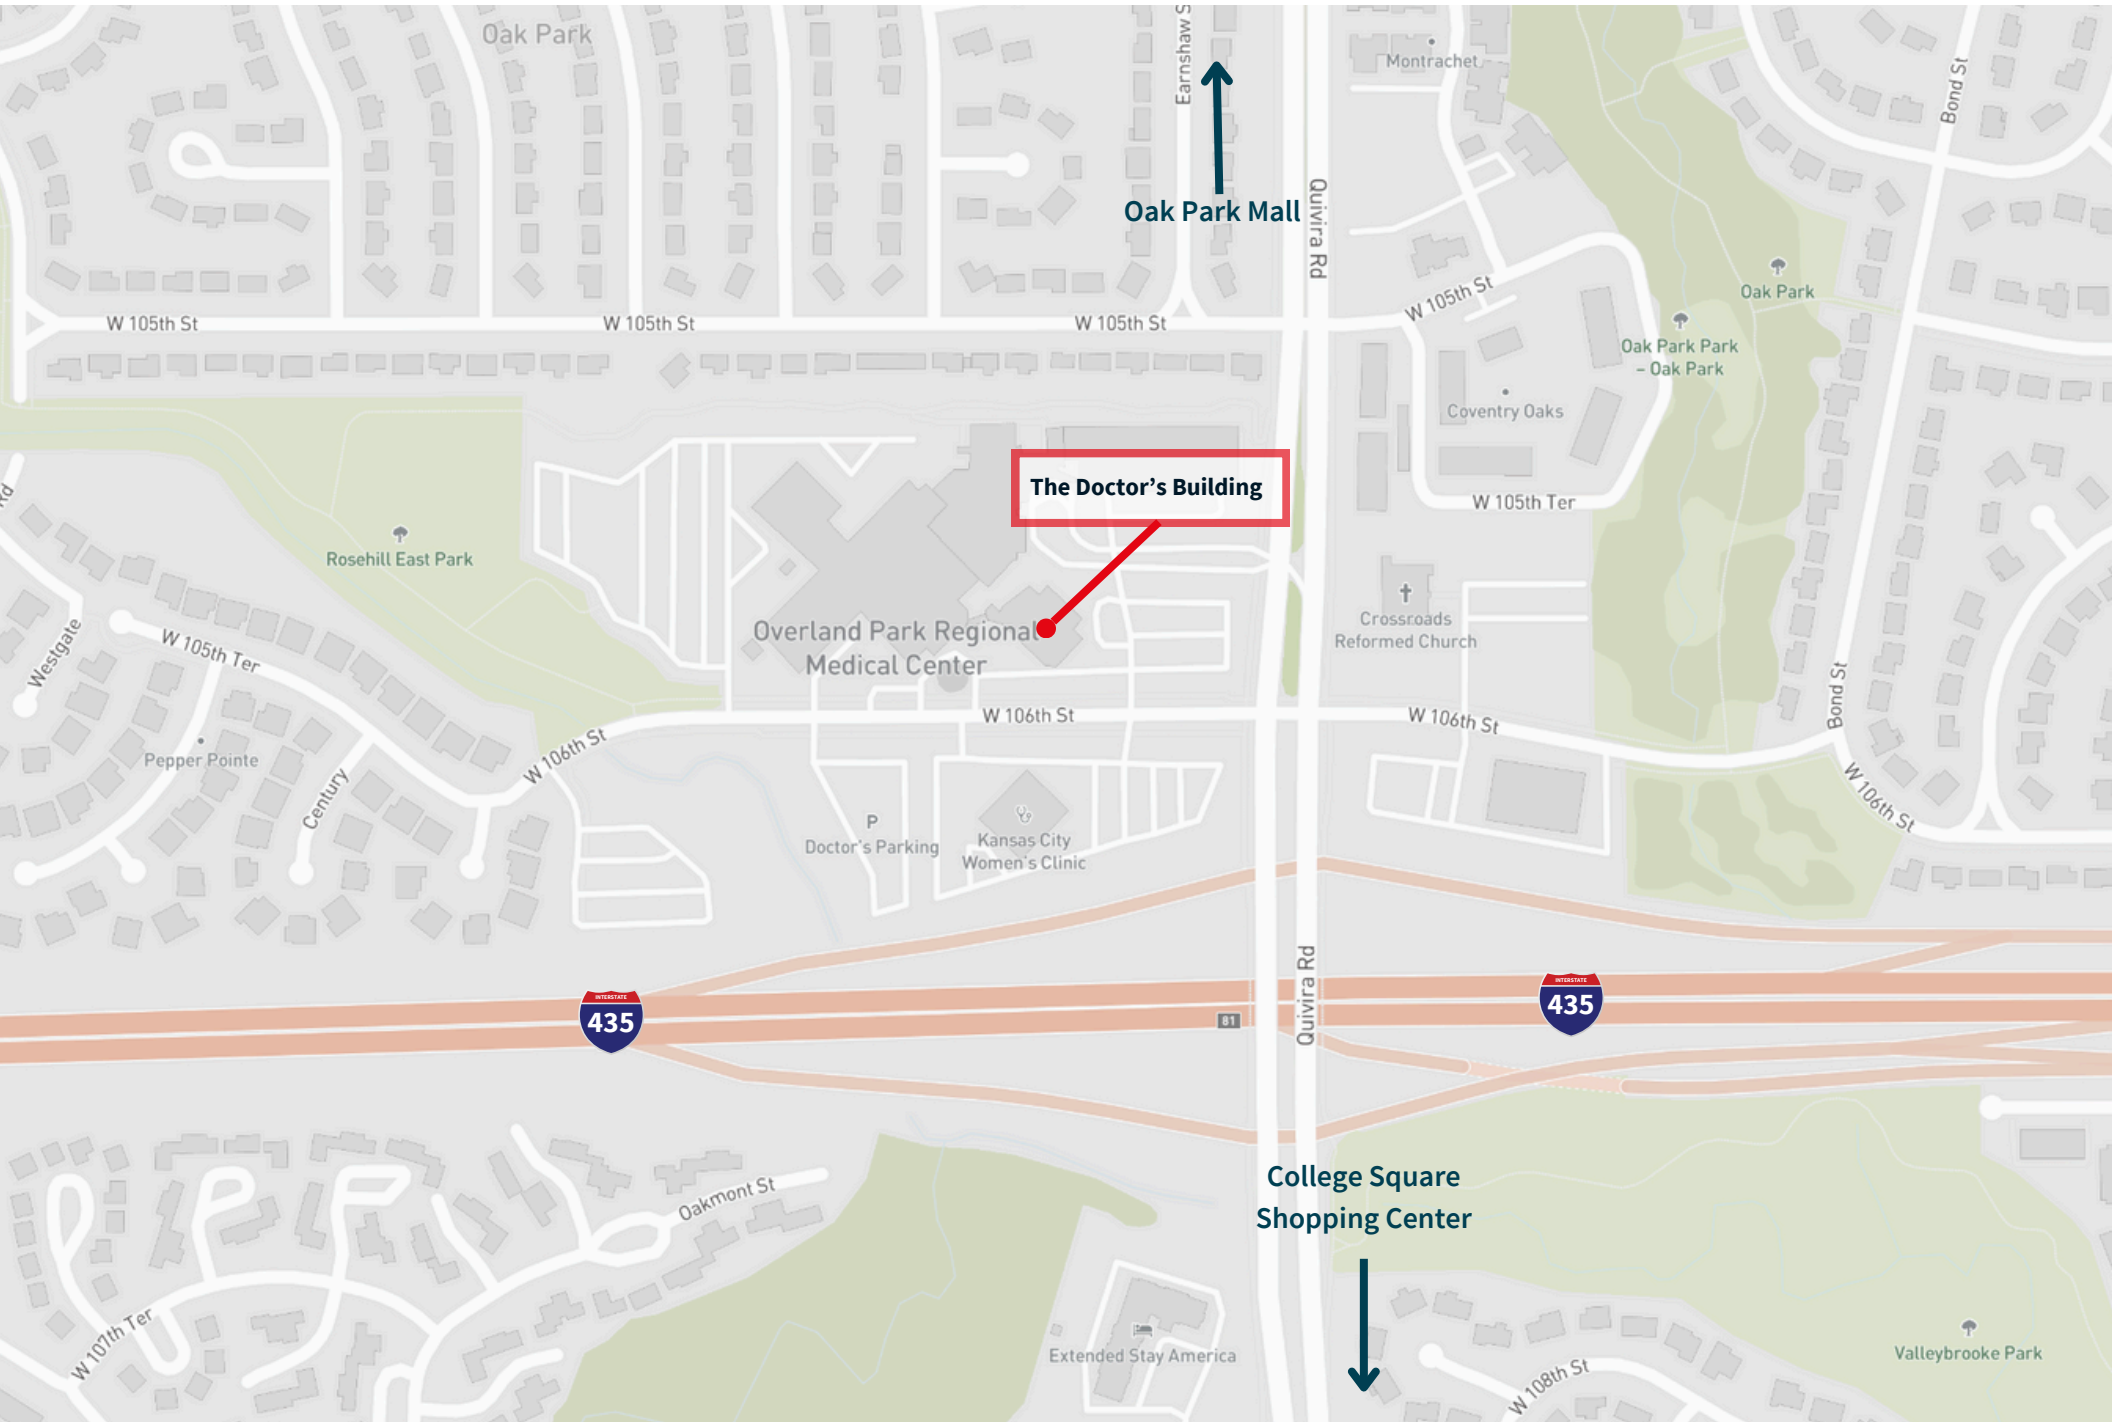 Oak Park
Earnshaw S
Montrachet
Bond St
Oak Park Mall
Quivira Rd
W 105th St
Oak Park
W 105th St
W 105th St
W 105th St
Oak Park Park
– Oak Park
Coventry Oaks
The Doctor's Building
W 105th Ter
Rd
Rosehill East Park
Crossroads
Reformed Church
Overland Park Regional
Medical Center
Westgate
W 105th Ter
Bond St
W 106th St
W 106th St
W 106th St
Pepper Pointe
Century
W 106th St
P
Doctor's Parking
Kansas City
Women's Clinic
Quivira Rd
INTERSTATE
435
INTERSTATE
435
81
College Square
Shopping Center
Oakmont St
W 107th Ter
Extended Stay America
Valleybrooke Park
W 108th St